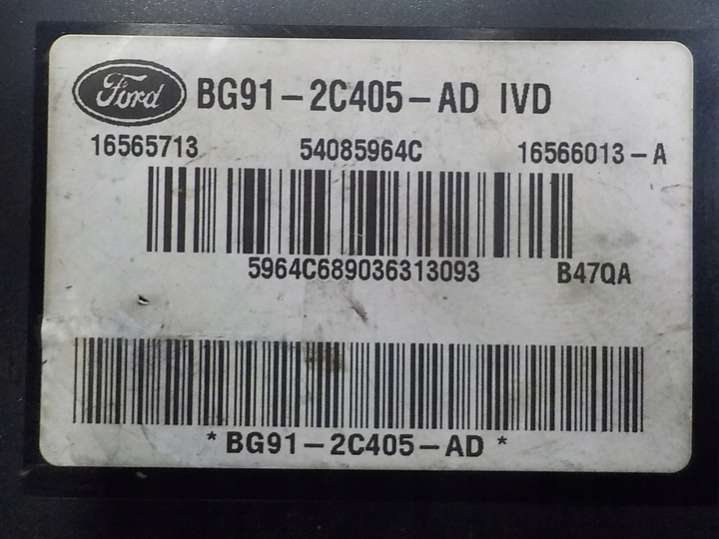 Ford BG91-2C405-AD IVD
16565713 54085964C 16566013-A
5964C689036313093 B47QA
*BG91-2C405-AD*